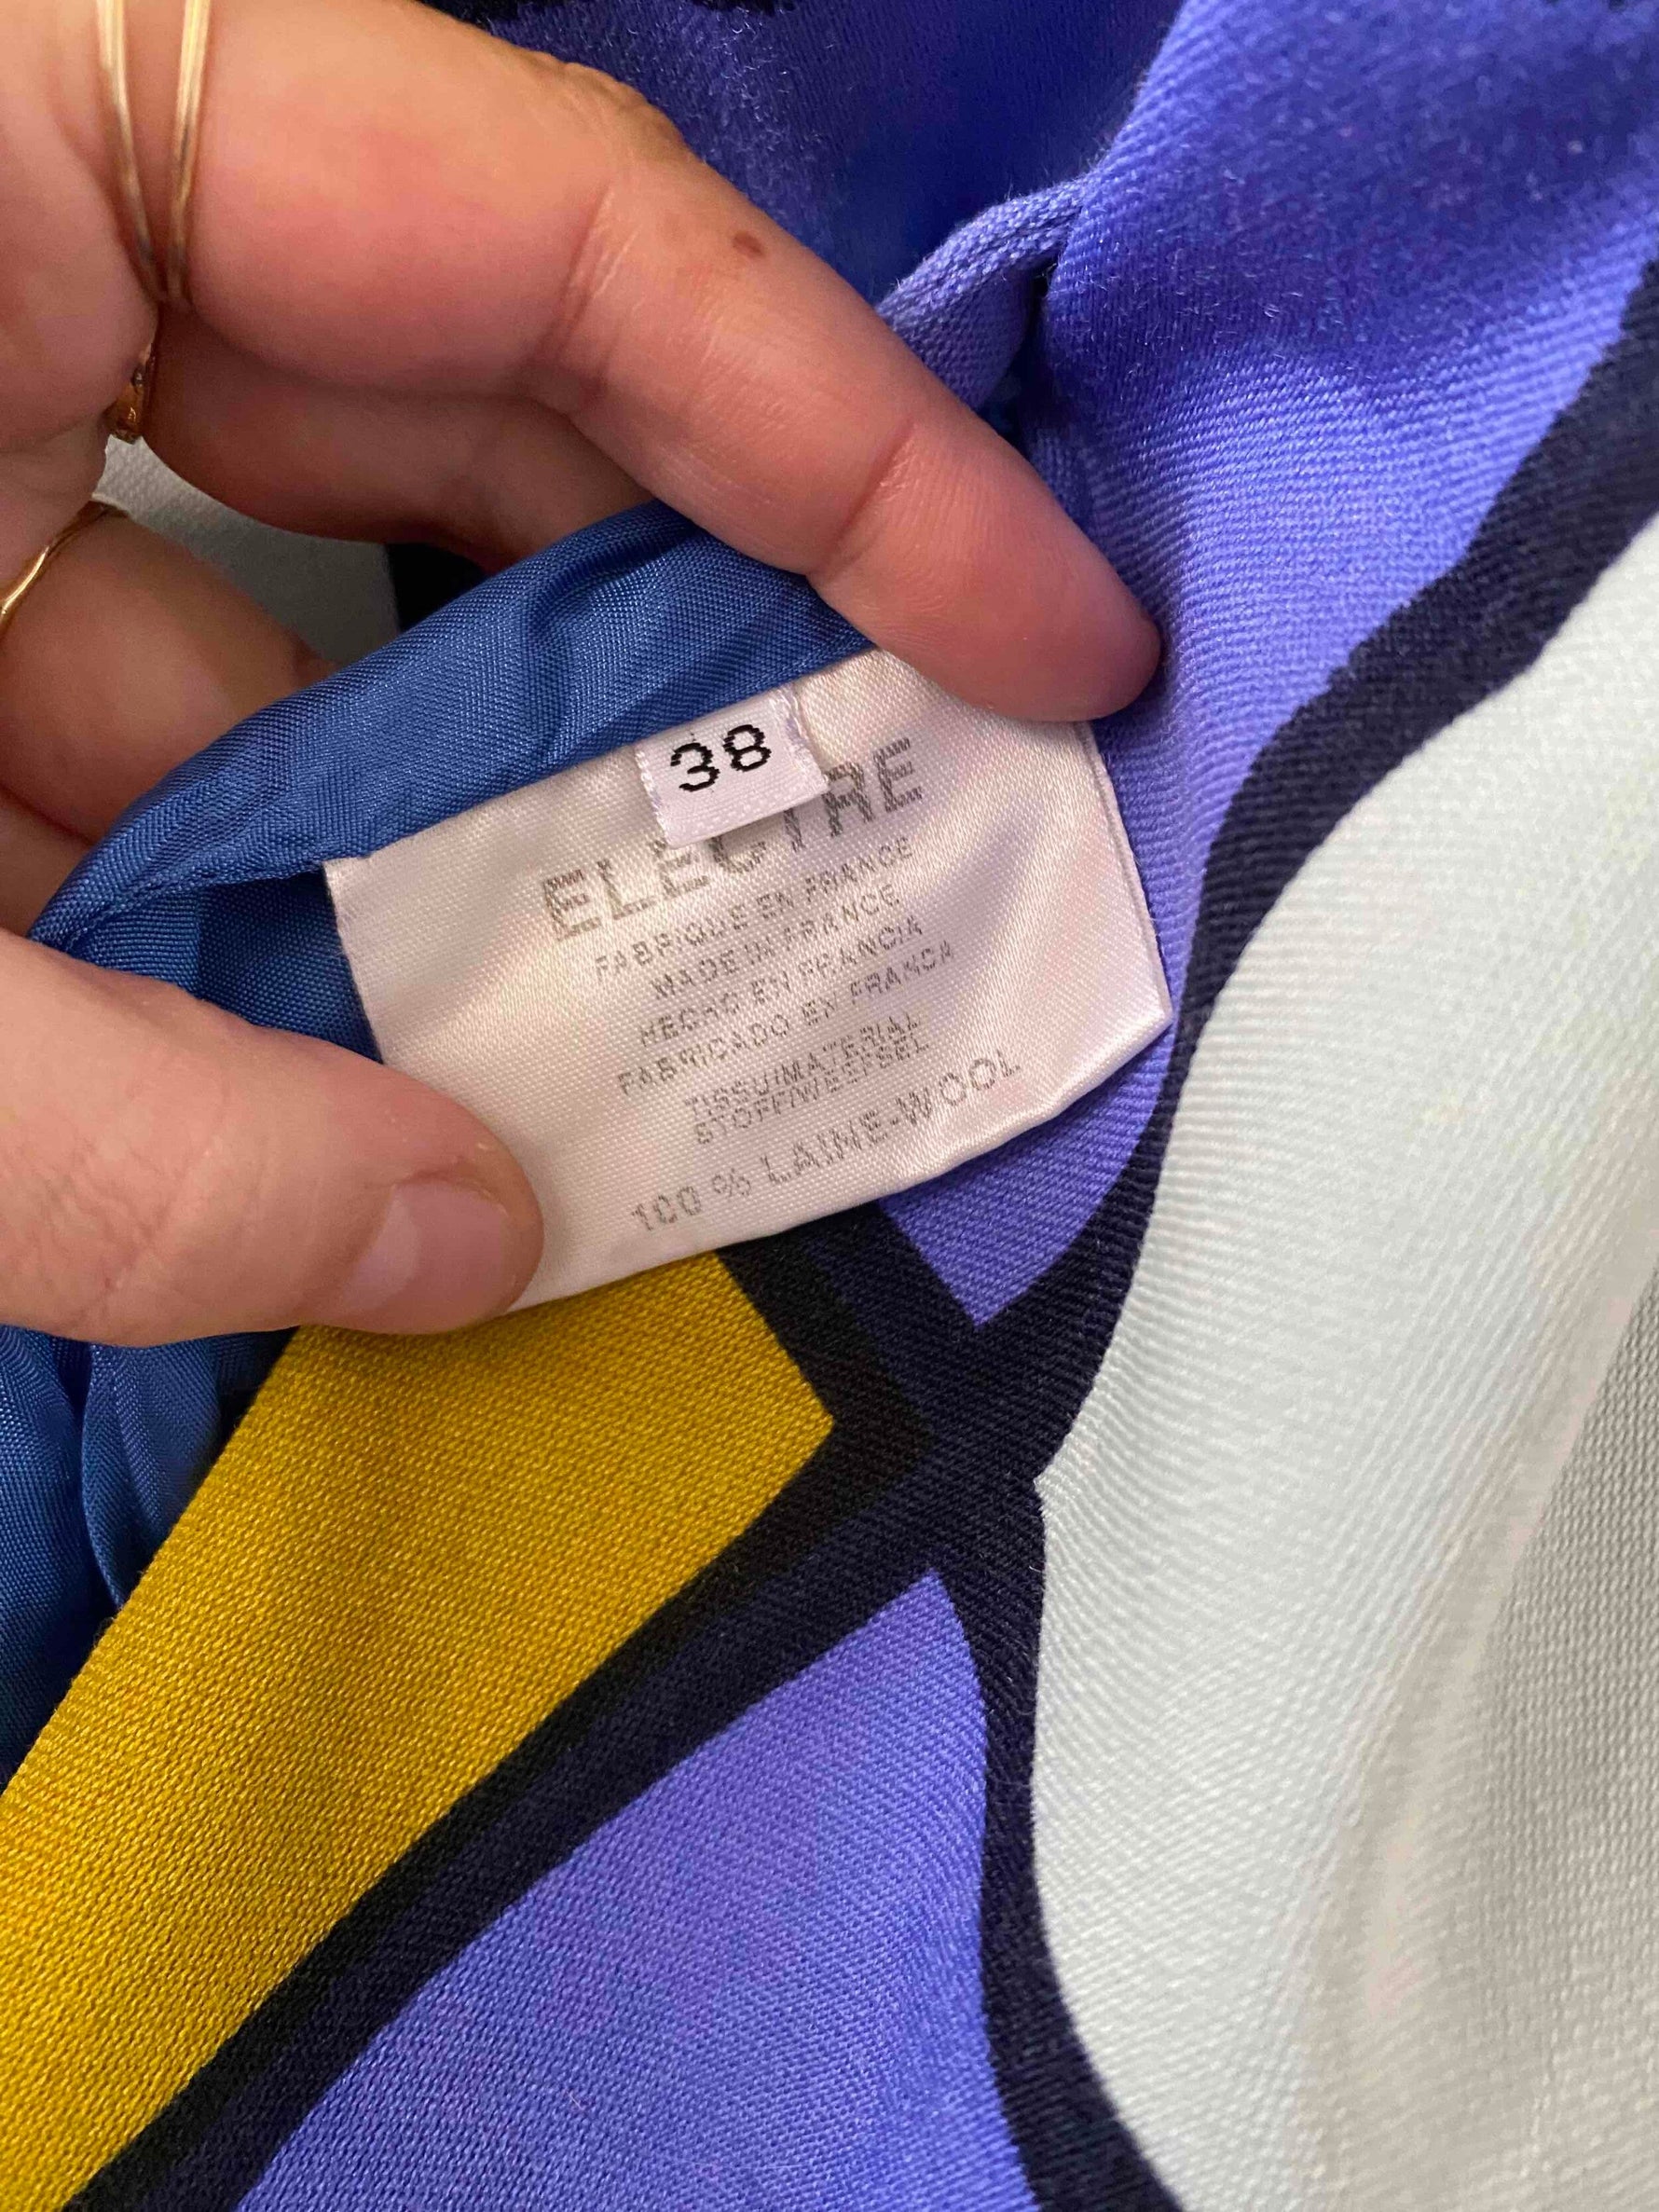 38
ELECTRE
FABRIQUE EN FRANCE
MADE IN FRANCE
HECHO EN FRANCIA
FABRICADO EN FRANCA
TISSU/MATERIAL
STOFF/WEEFSEL
100 % LAINE-WOOL